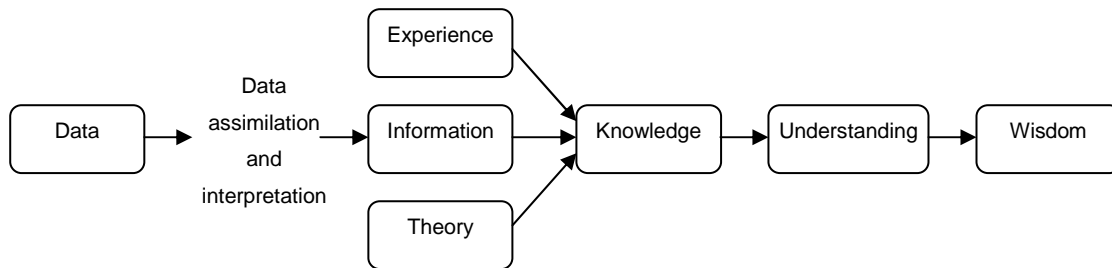 Experience
Data
Data
assimilation
and
interpretation
Information
Knowledge
Understanding
Wisdom
Theory